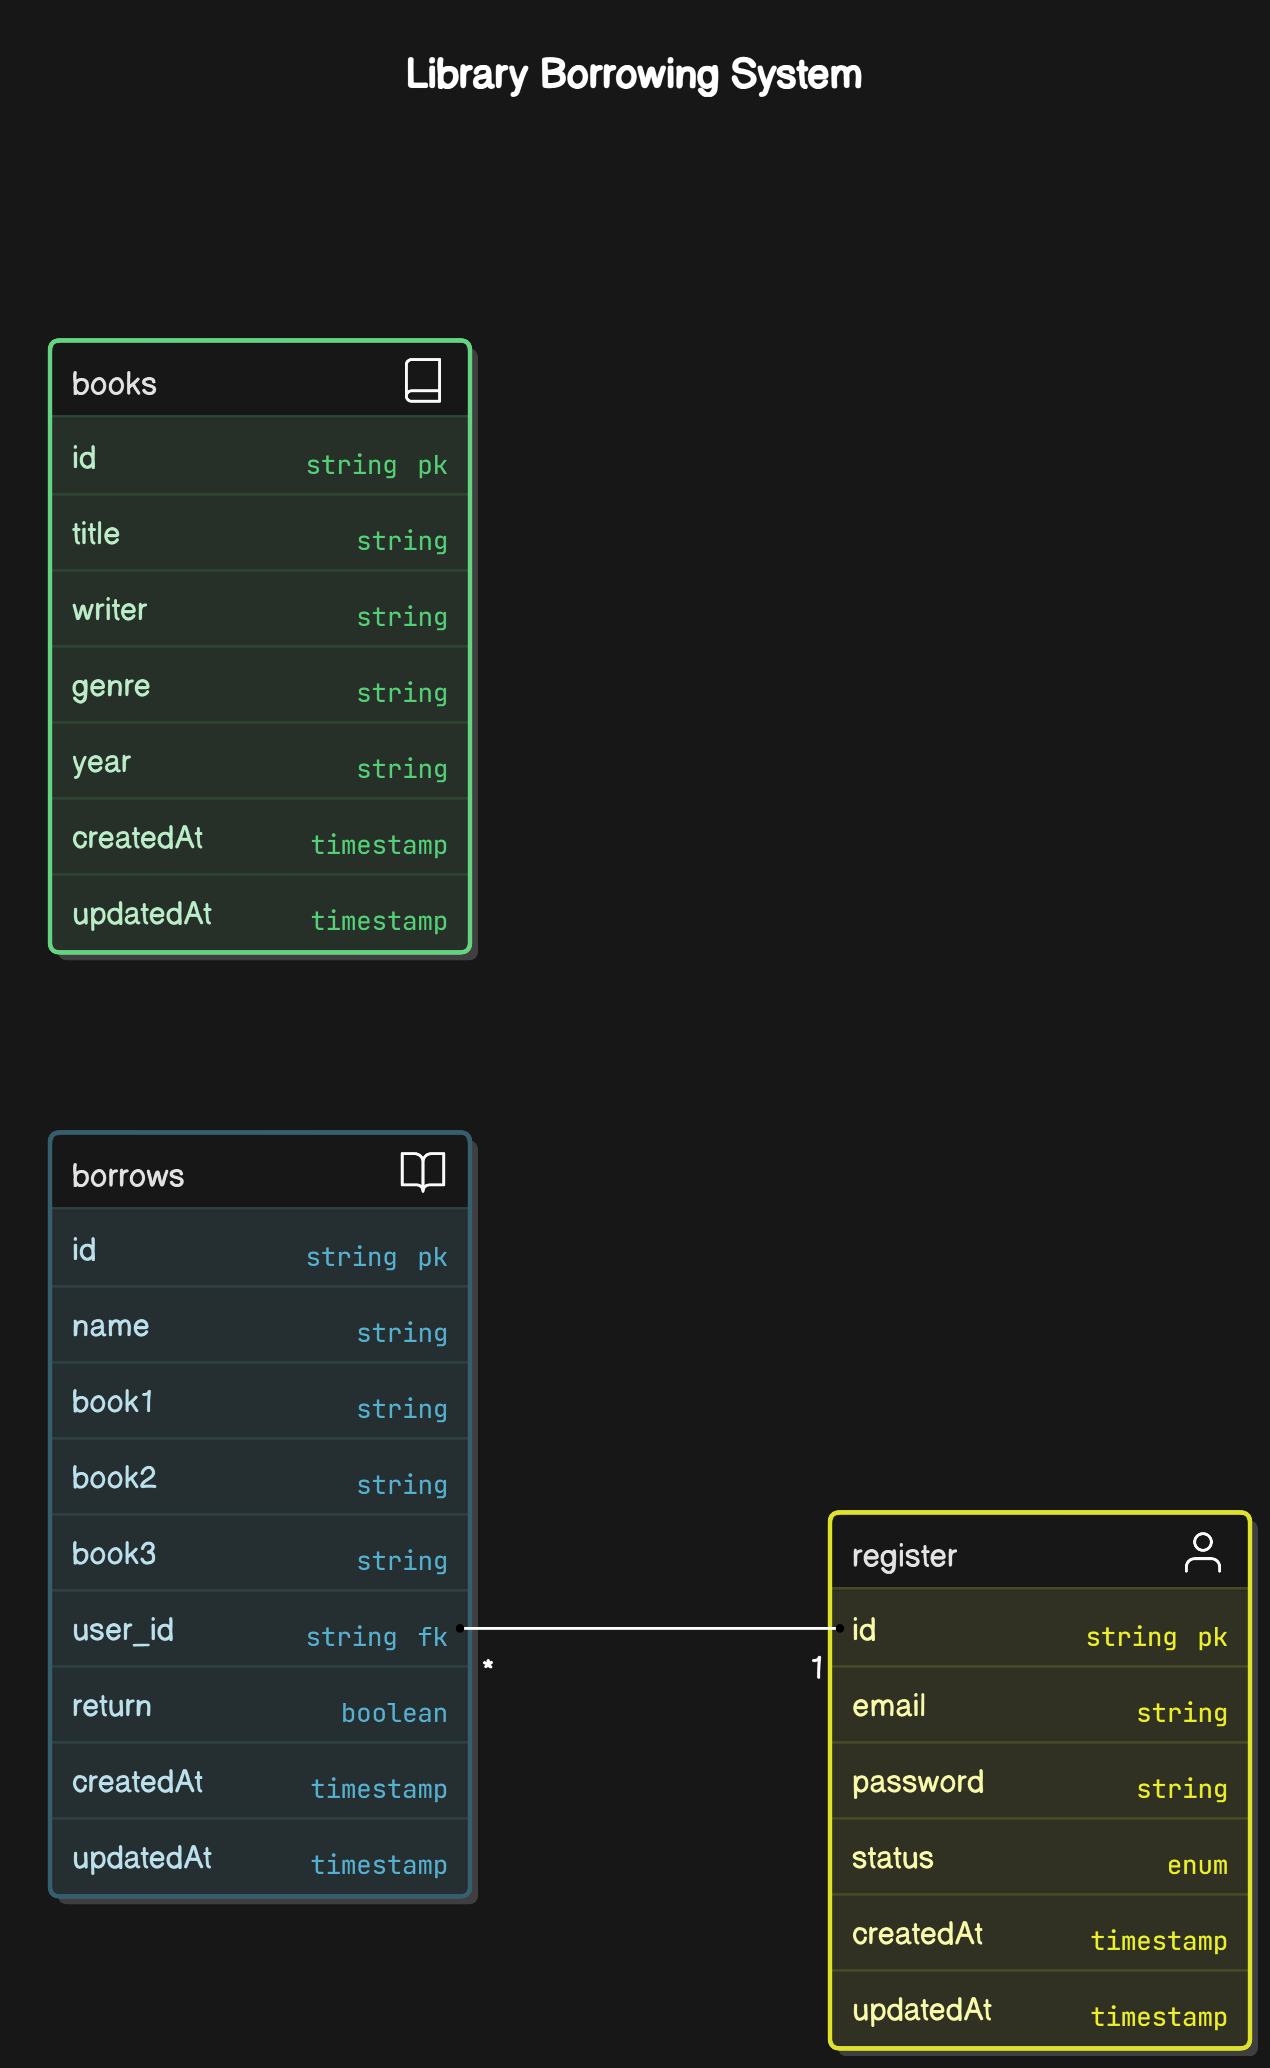 Library Borrowing System
books
id string pk
title string
writer string
genre string
year string
createdAt timestamp
updatedAt timestamp
borrows
id string pk
name string
book1 string
book2 string
book3 string
user_id string fk
return boolean
createdAt timestamp
updatedAt timestamp
* 1
register
id string pk
email string
password string
status enum
createdAt timestamp
updatedAt timestamp